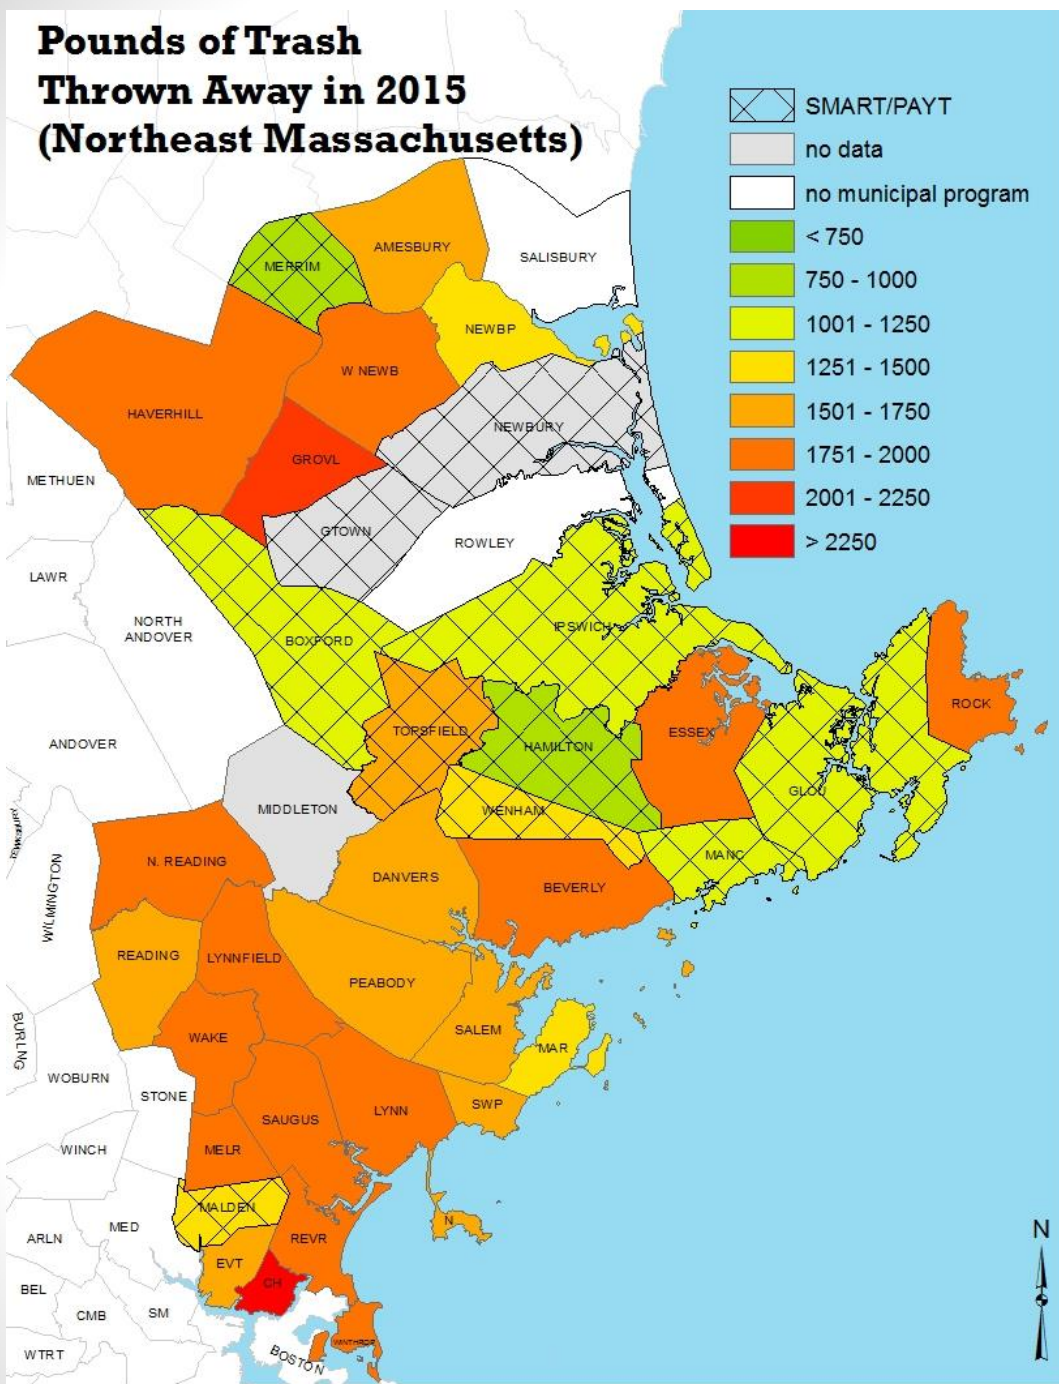 Pounds of Trash
Thrown Away in 2015
(Northeast Massachusetts)
SMART/PAYT
no data
no municipal program
< 750
750 - 1000
1001 - 1250
1251 - 1500
1501 - 1750
1751 - 2000
2001 - 2250
> 2250
AMESBURY
SALISBURY
MERRIM
NEWBP
W NEWB
HAVERHILL
NEWBURY
GROVL
METHUEN
GTOWN
ROWLEY
LAWR
NORTH
ANDOVER
BOXFORD
IPSWICH
ROCK
TOPSFIELD
ESSEX
HAMILTON
ANDOVER
GLOU
MIDDLETON
WENHAM
TEWKSBURY
MANC
N. READING
DANVERS
BEVERLY
WILMINGTON
READING
LYNNFIELD
PEABODY
SALEM
WAKE
BURLNG
MAR
WOBURN
STONE
SWP
LYNN
SAUGUS
WINCH
MELR
MALDEN
N
MED
ARLN
REVR
N
EVT
CH
BEL
CMB
SM
WINTHROP
WTRT
BOSTON